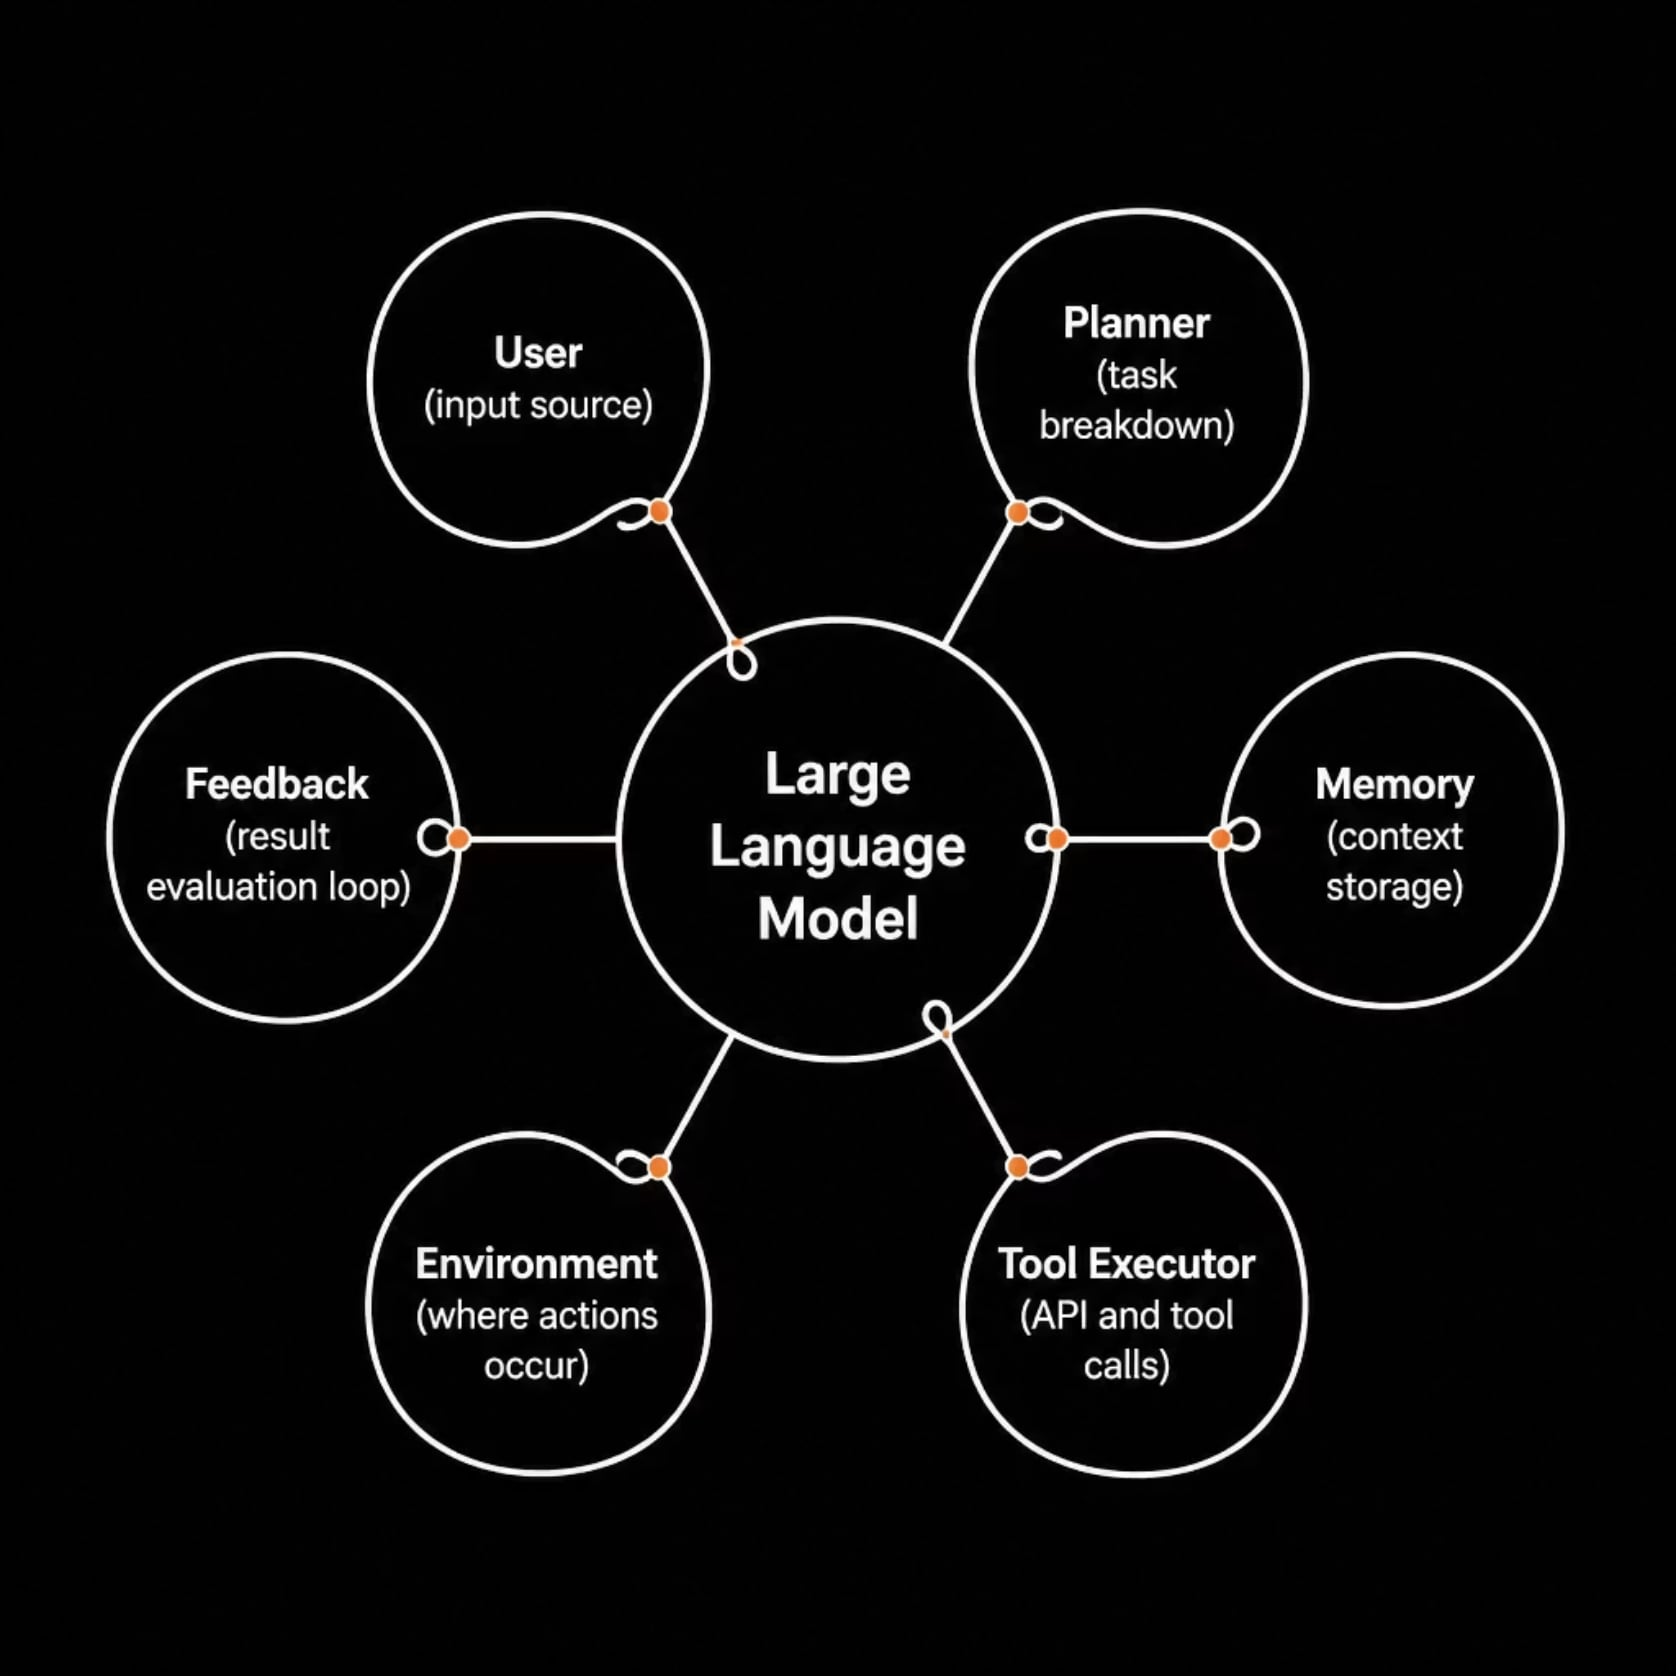 User
(input source)
Planner
(task
breakdown)
Feedback
(result
evaluation loop)
Large
Language
Model
Memory
(context
storage)
Environment
(where actions
occur)
Tool Executor
(API and tool
calls)